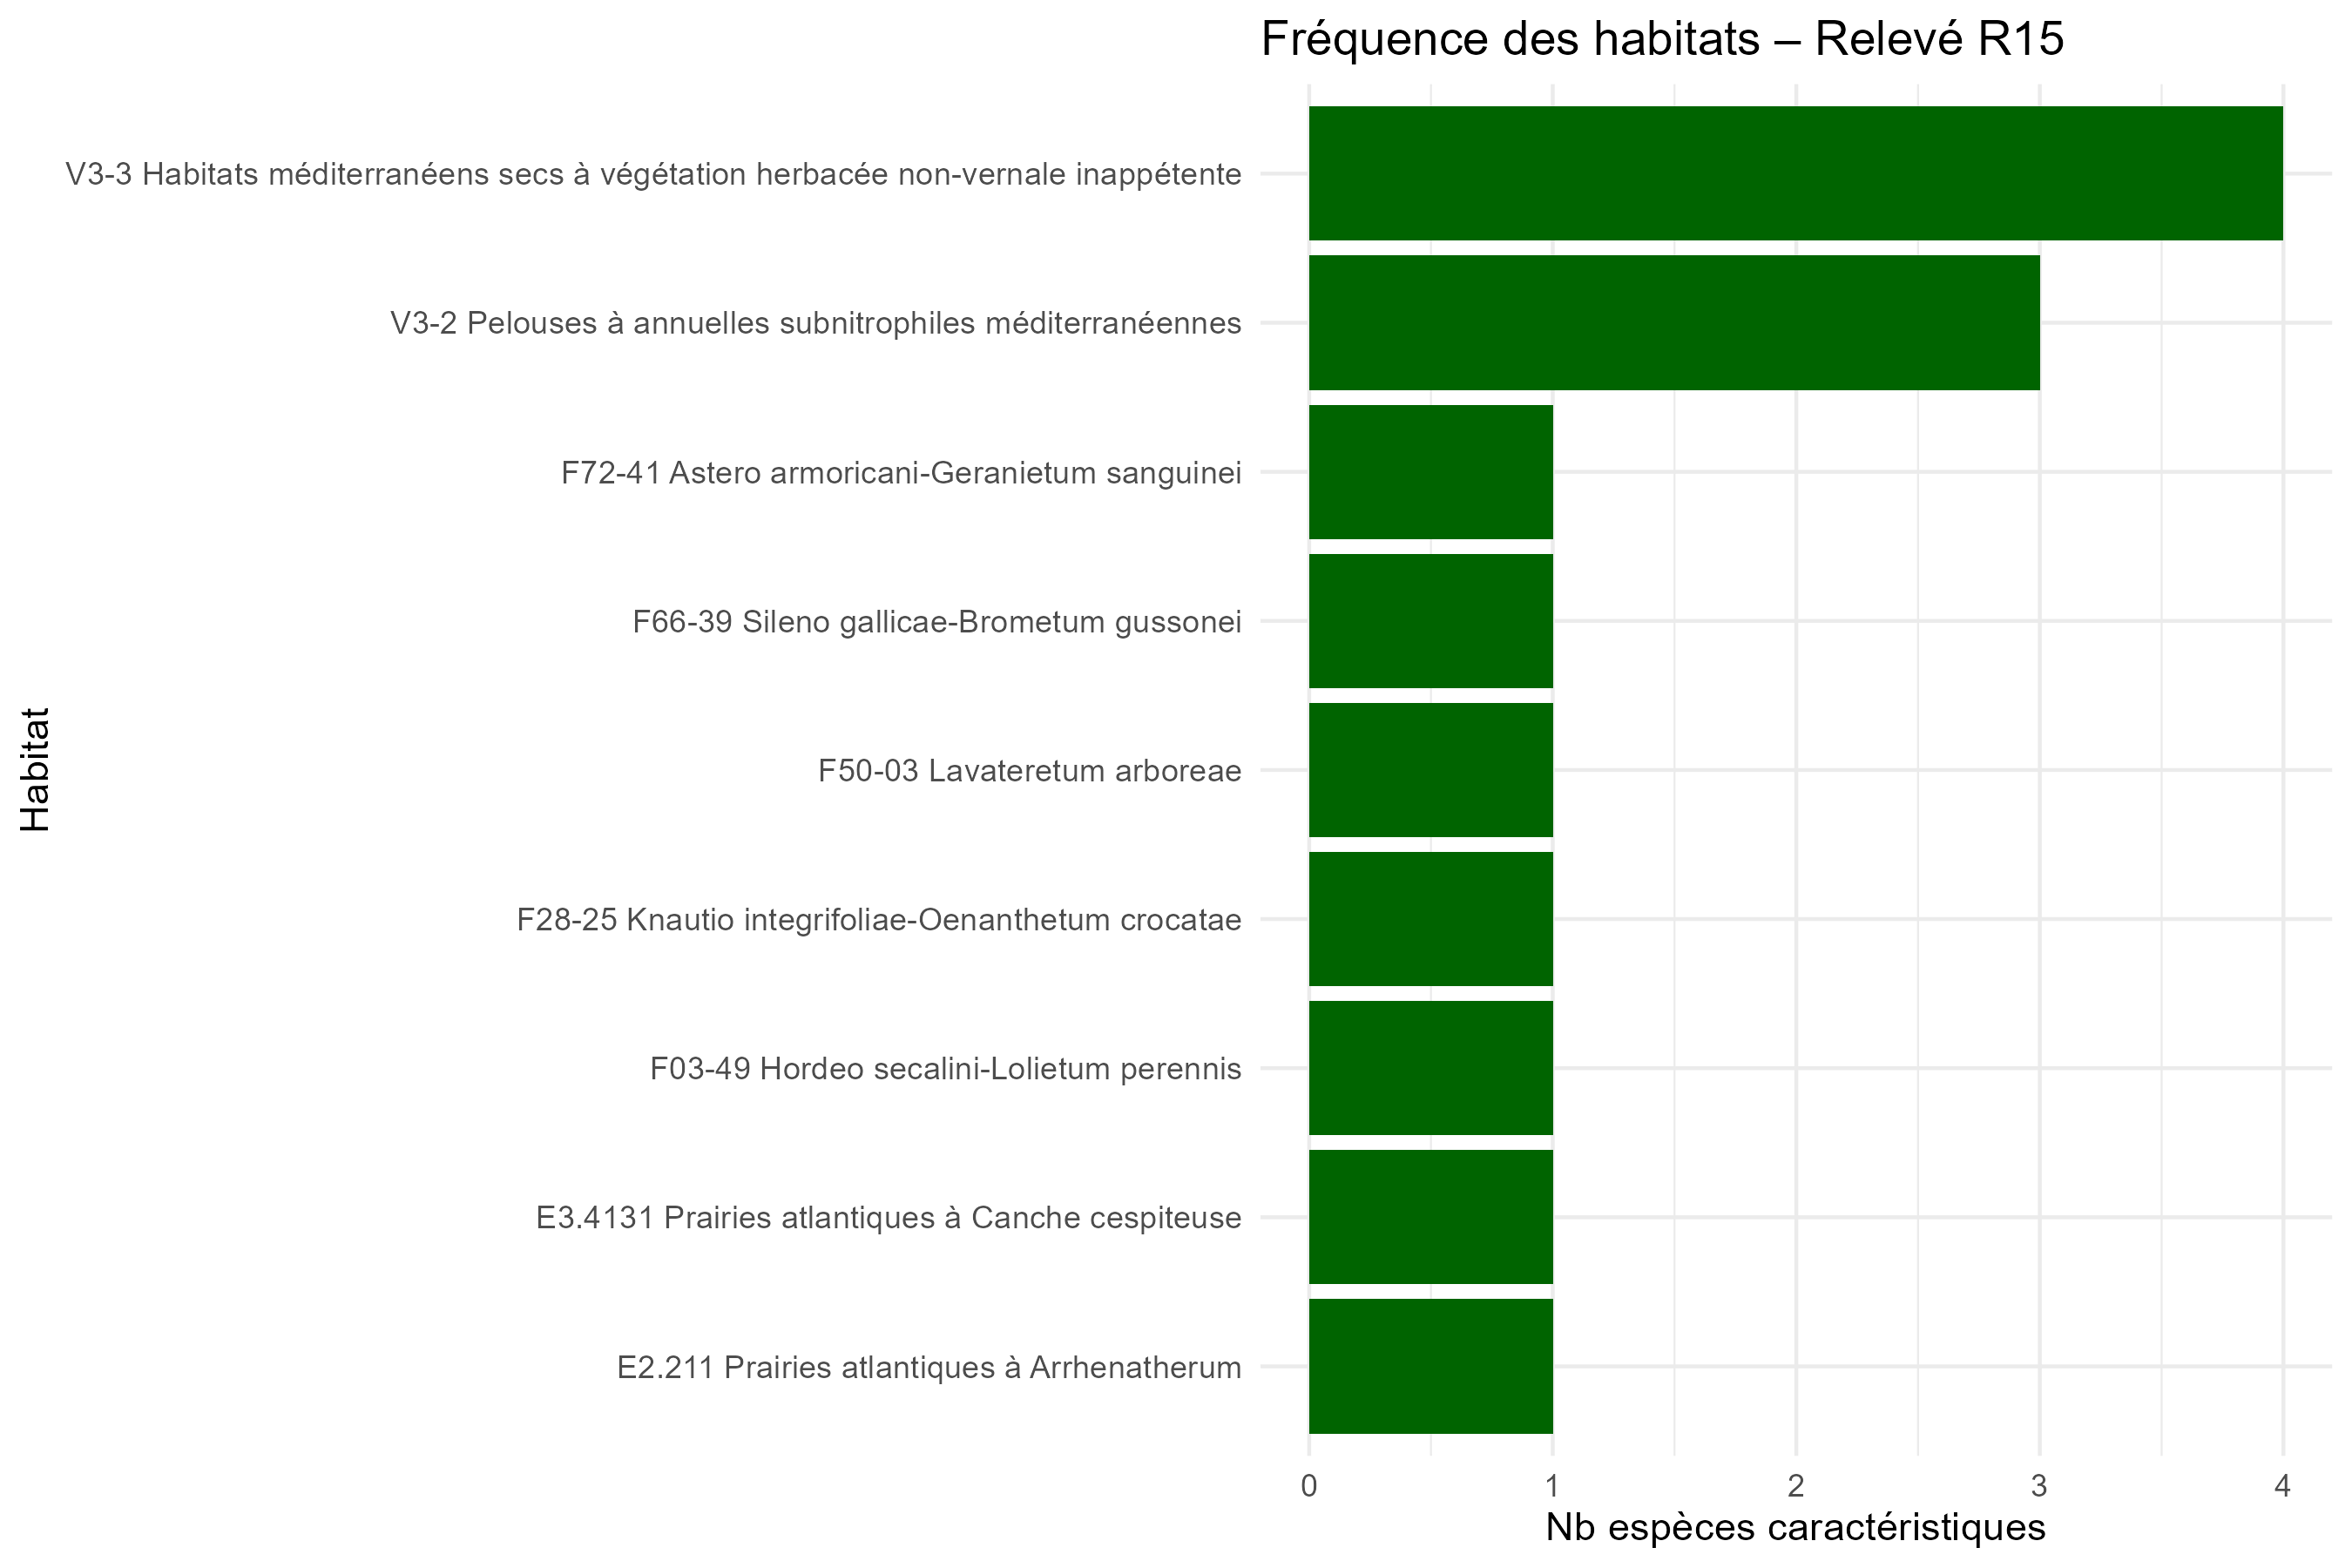 Fréquence des habitats – Relevé R15
V3-3 Habitats méditerranéens secs à végétation herbacée non-vernale inappétente
V3-2 Pelouses à annuelles subnitrophiles méditerranéennes
F72-41 Astero armoricani-Geranietum sanguinei
F66-39 Sileno gallicae-Brometum gussonei
F50-03 Lavateretum arboreae
F28-25 Knautio integrifoliae-Oenanthetum crocatae
F03-49 Hordeo secalini-Lolietum perennis
E3.4131 Prairies atlantiques à Canche cespiteuse
E2.211 Prairies atlantiques à Arrhenatherum
Habitat
0 1 2 3 4
Nb espèces caractéristiques